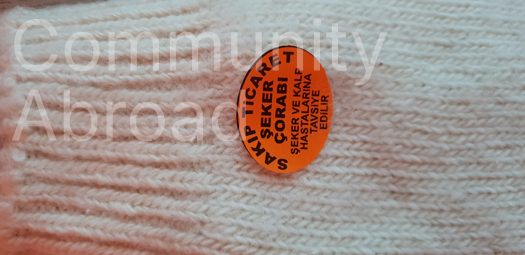 Community
Abroad
SAKIP TİCARET
ŞEKER
ÇORABI
ŞEKER VE KALP
HASTALARINA
TAVSİYE
EDİLİR